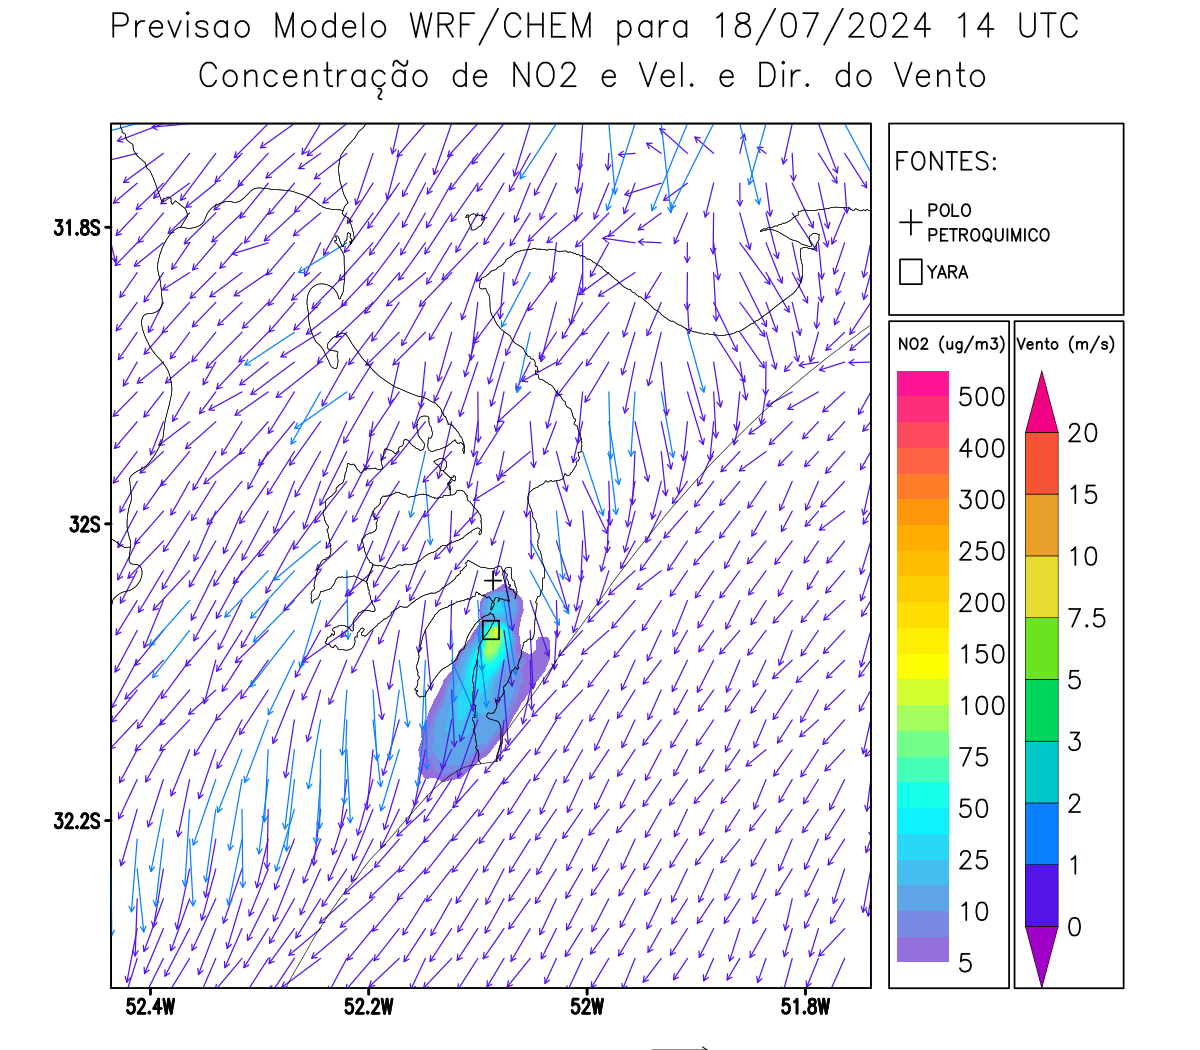 Previsao Modelo WRF/CHEM para 18/07/2024 14 UTC
Concentração de NO2 e Vel. e Dir. do Vento
FONTES:
POLO
PETROQUIMICO
YARA
31.8S
32S
32.2S
52.4W
52.2W
52W
51.8W
NO2 (ug/m3)
500
400
300
250
200
150
100
75
50
25
10
5
Vento (m/s)
20
15
10
7.5
5
3
2
1
0